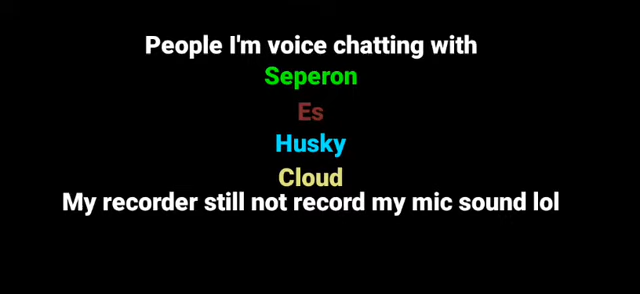 People I'm voice chatting with
Seperon
Es
Husky
Cloud
My recorder still not record my mic sound lol